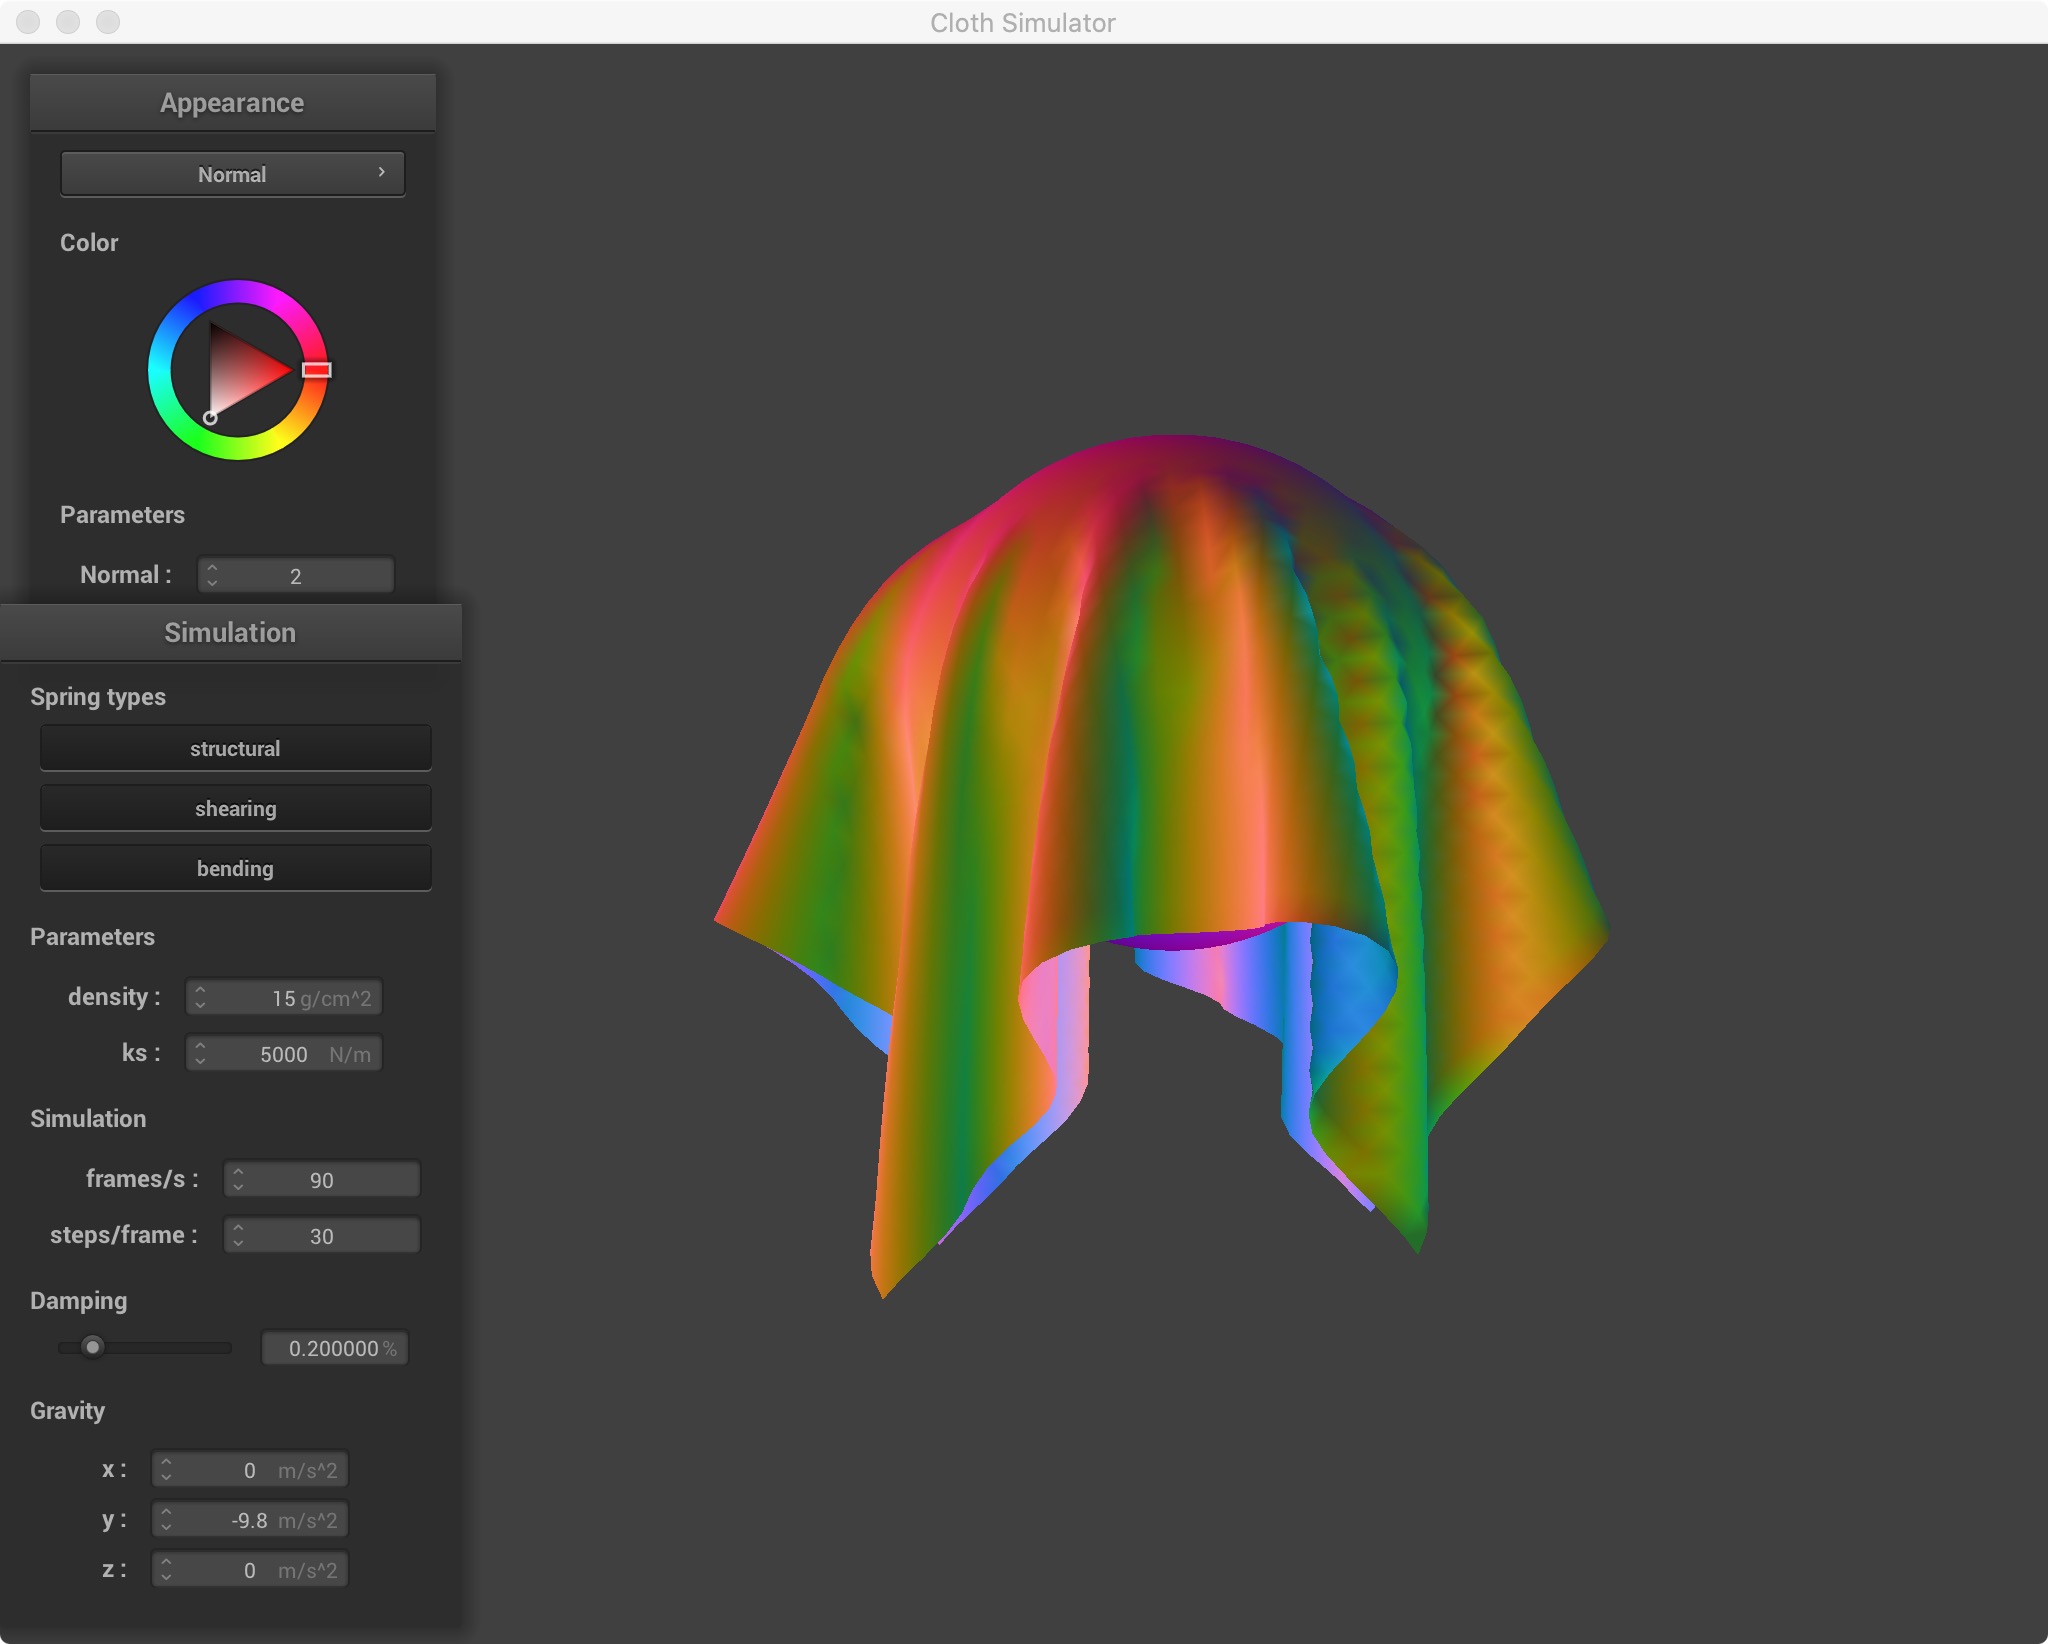 Cloth Simulator
Appearance
Normal
Color
Parameters
Normal : 2
Simulation
Spring types
structural
shearing
bending
Parameters
density : 15 g/cm^2
ks : 5000 N/m
Simulation
frames/s : 90
steps/frame : 30
Damping
0.200000 %
Gravity
x : 0 m/s^2
y : -9.8 m/s^2
z : 0 m/s^2